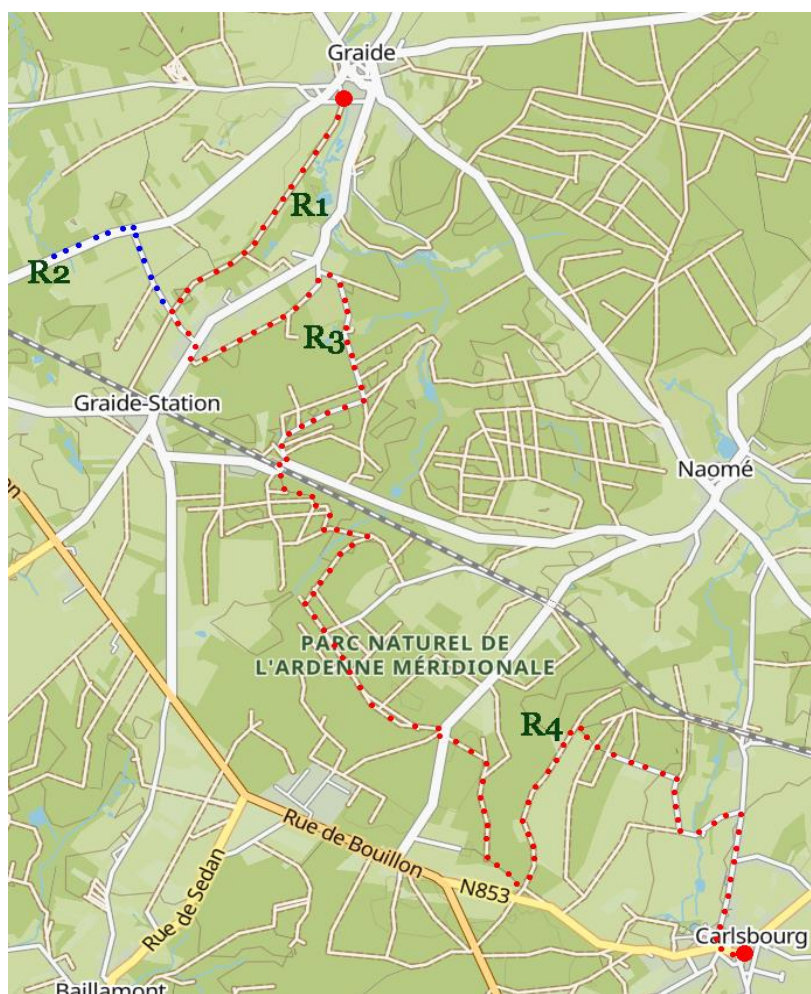 Graide
R1
R2
R3
Graide-Station
Naomé
en
PARC NATUREL DE
L'ARDENNE MÉRIDIONALE
R4
Rue de Bouillon
N853
Rue de Sedan
Carlsbourg
Baillamont